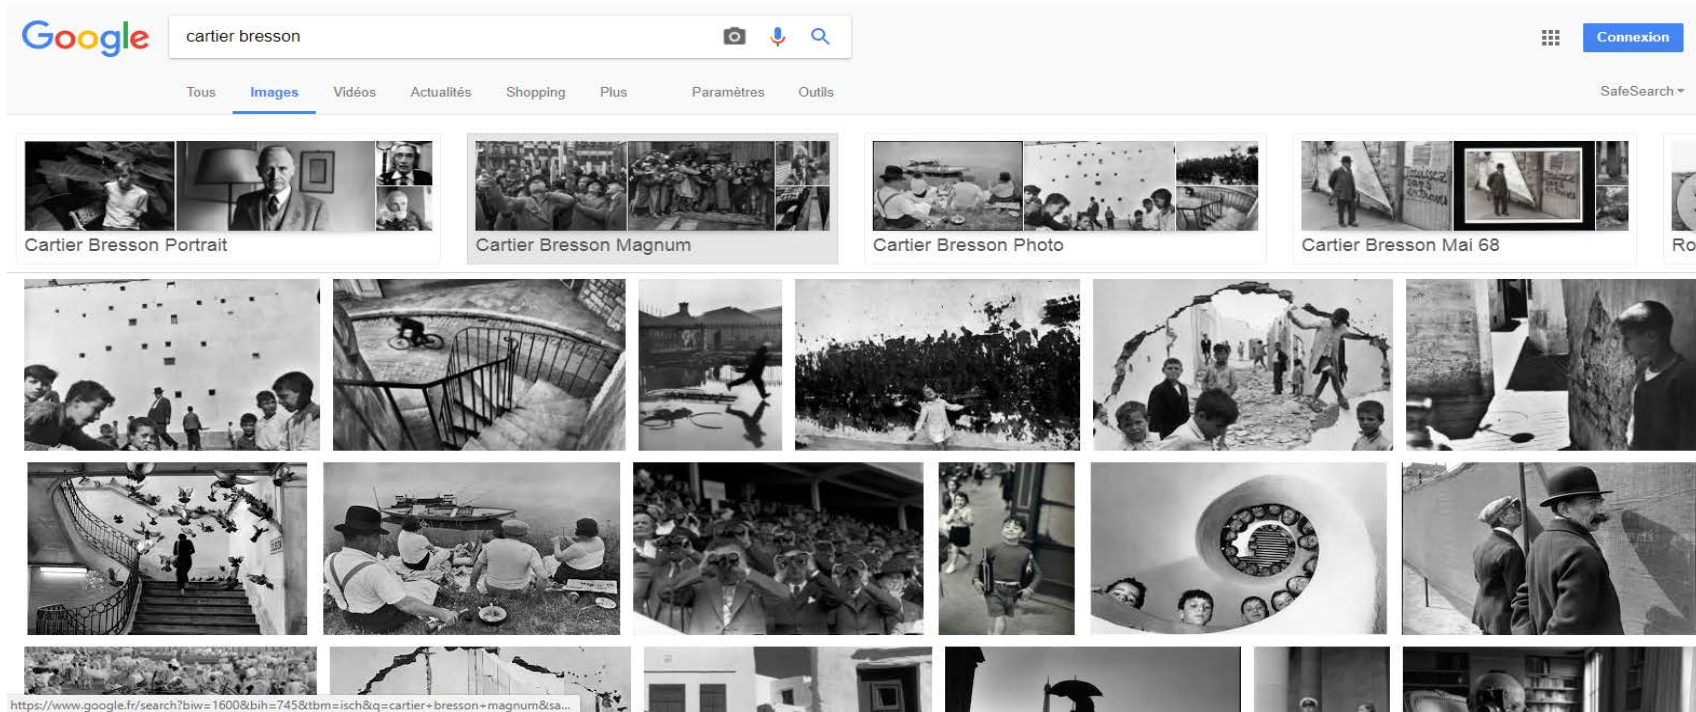 Google
cartier bresson
Connexion
Tous Images Vidéos Actualités Shopping Plus Paramètres Outils
SafeSearch
Cartier Bresson Portrait
Cartier Bresson Magnum
Cartier Bresson Photo
Cartier Bresson Mai 68
Ro
https://www.google.fr/search?biw=1600&bih=745&tbm=isch&q=cartier+bresson+magnum&sa...